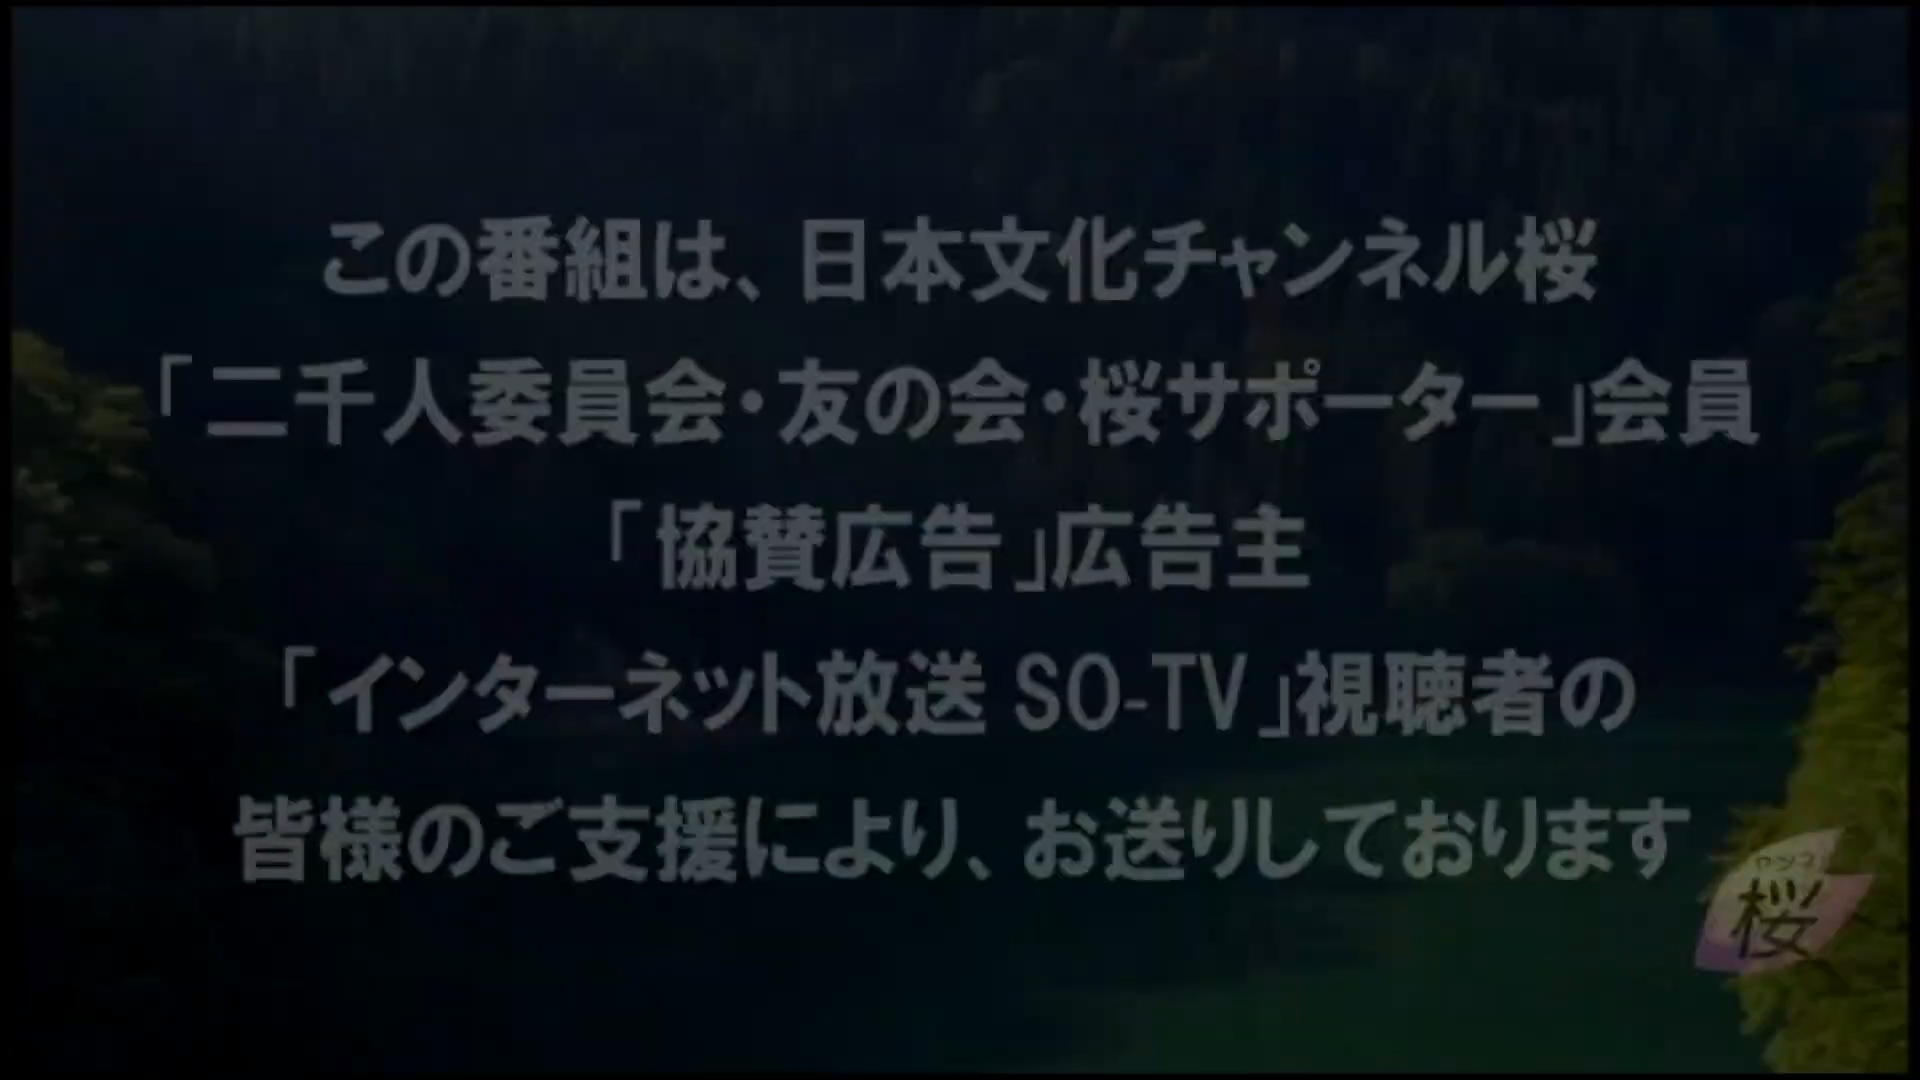 この番組は、日本文化チャンネル桜
「二千人委員会・友の会・桜サポーター」会員
「協賛広告」広告主
「インターネット放送 SO-TV」視聴者の
皆様のご支援により、お送りしております
桜